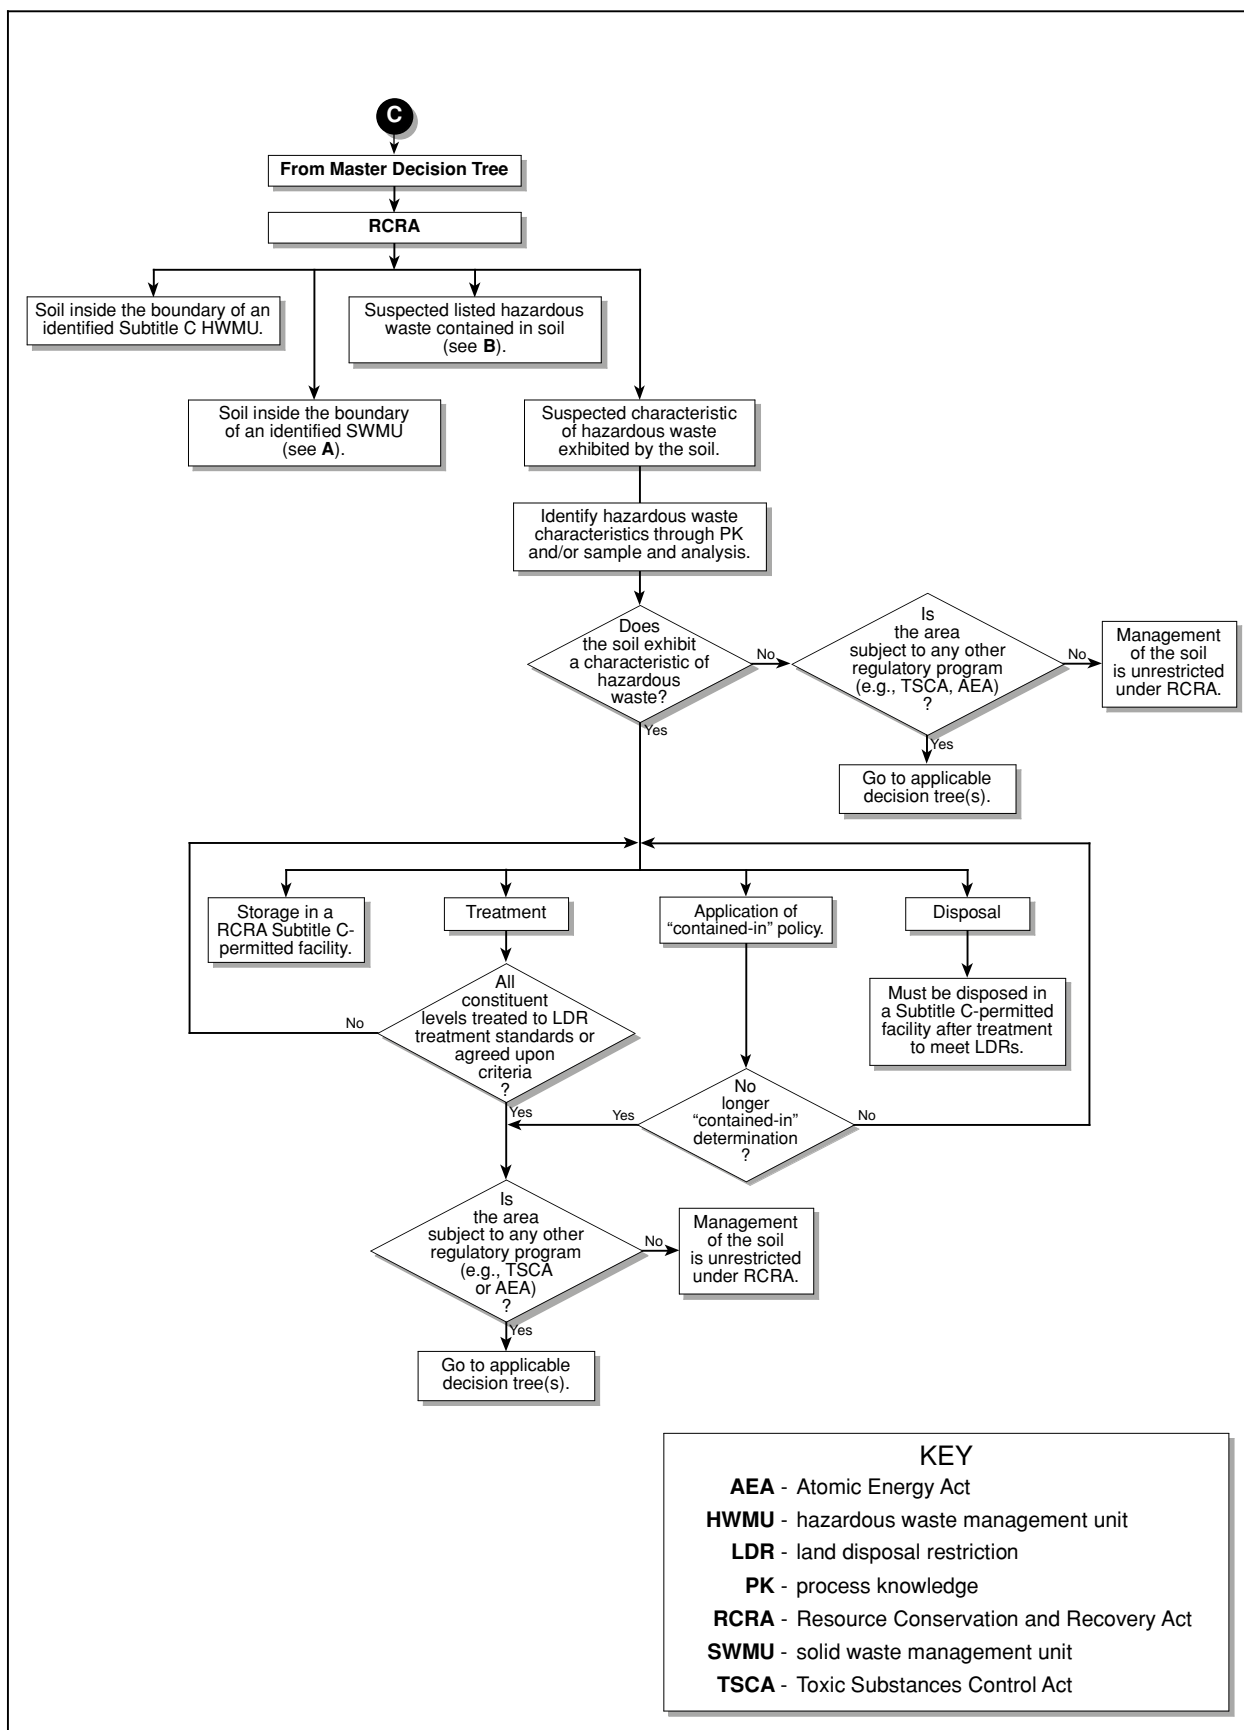 C
From Master Decision Tree
RCRA
Soil inside the boundary of an
identified Subtitle C HWMU.
Suspected listed hazardous
waste contained in soil
(see B).
Soil inside the boundary
of an identified SWMU
(see A).
Suspected characteristic
of hazardous waste
exhibited by the soil.
Identify hazardous waste
characteristics through PK
and/or sample and analysis.
Does
the soil exhibit
a characteristic of
hazardous
waste?
No
Yes
Is
the area
subject to any other
regulatory program
(e.g., TSCA, AEA)
?
No
Yes
Management
of the soil
is unrestricted
under RCRA.
Go to applicable
decision tree(s).
Storage in a
RCRA Subtitle C-
permitted facility.
Treatment
Application of
“contained-in” policy.
Disposal
All
constituent
levels treated to LDR
treatment standards or
agreed upon
criteria
?
No
Yes
Must be disposed in
a Subtitle C-permitted
facility after treatment
to meet LDRs.
No
longer
“contained-in”
determination
?
Yes
No
Is
the area
subject to any other
regulatory program
(e.g., TSCA
or AEA)
?
No
Yes
Management
of the soil
is unrestricted
under RCRA.
Go to applicable
decision tree(s).
KEY
AEA - Atomic Energy Act
HWMU - hazardous waste management unit
LDR - land disposal restriction
PK - process knowledge
RCRA - Resource Conservation and Recovery Act
SWMU - solid waste management unit
TSCA - Toxic Substances Control Act